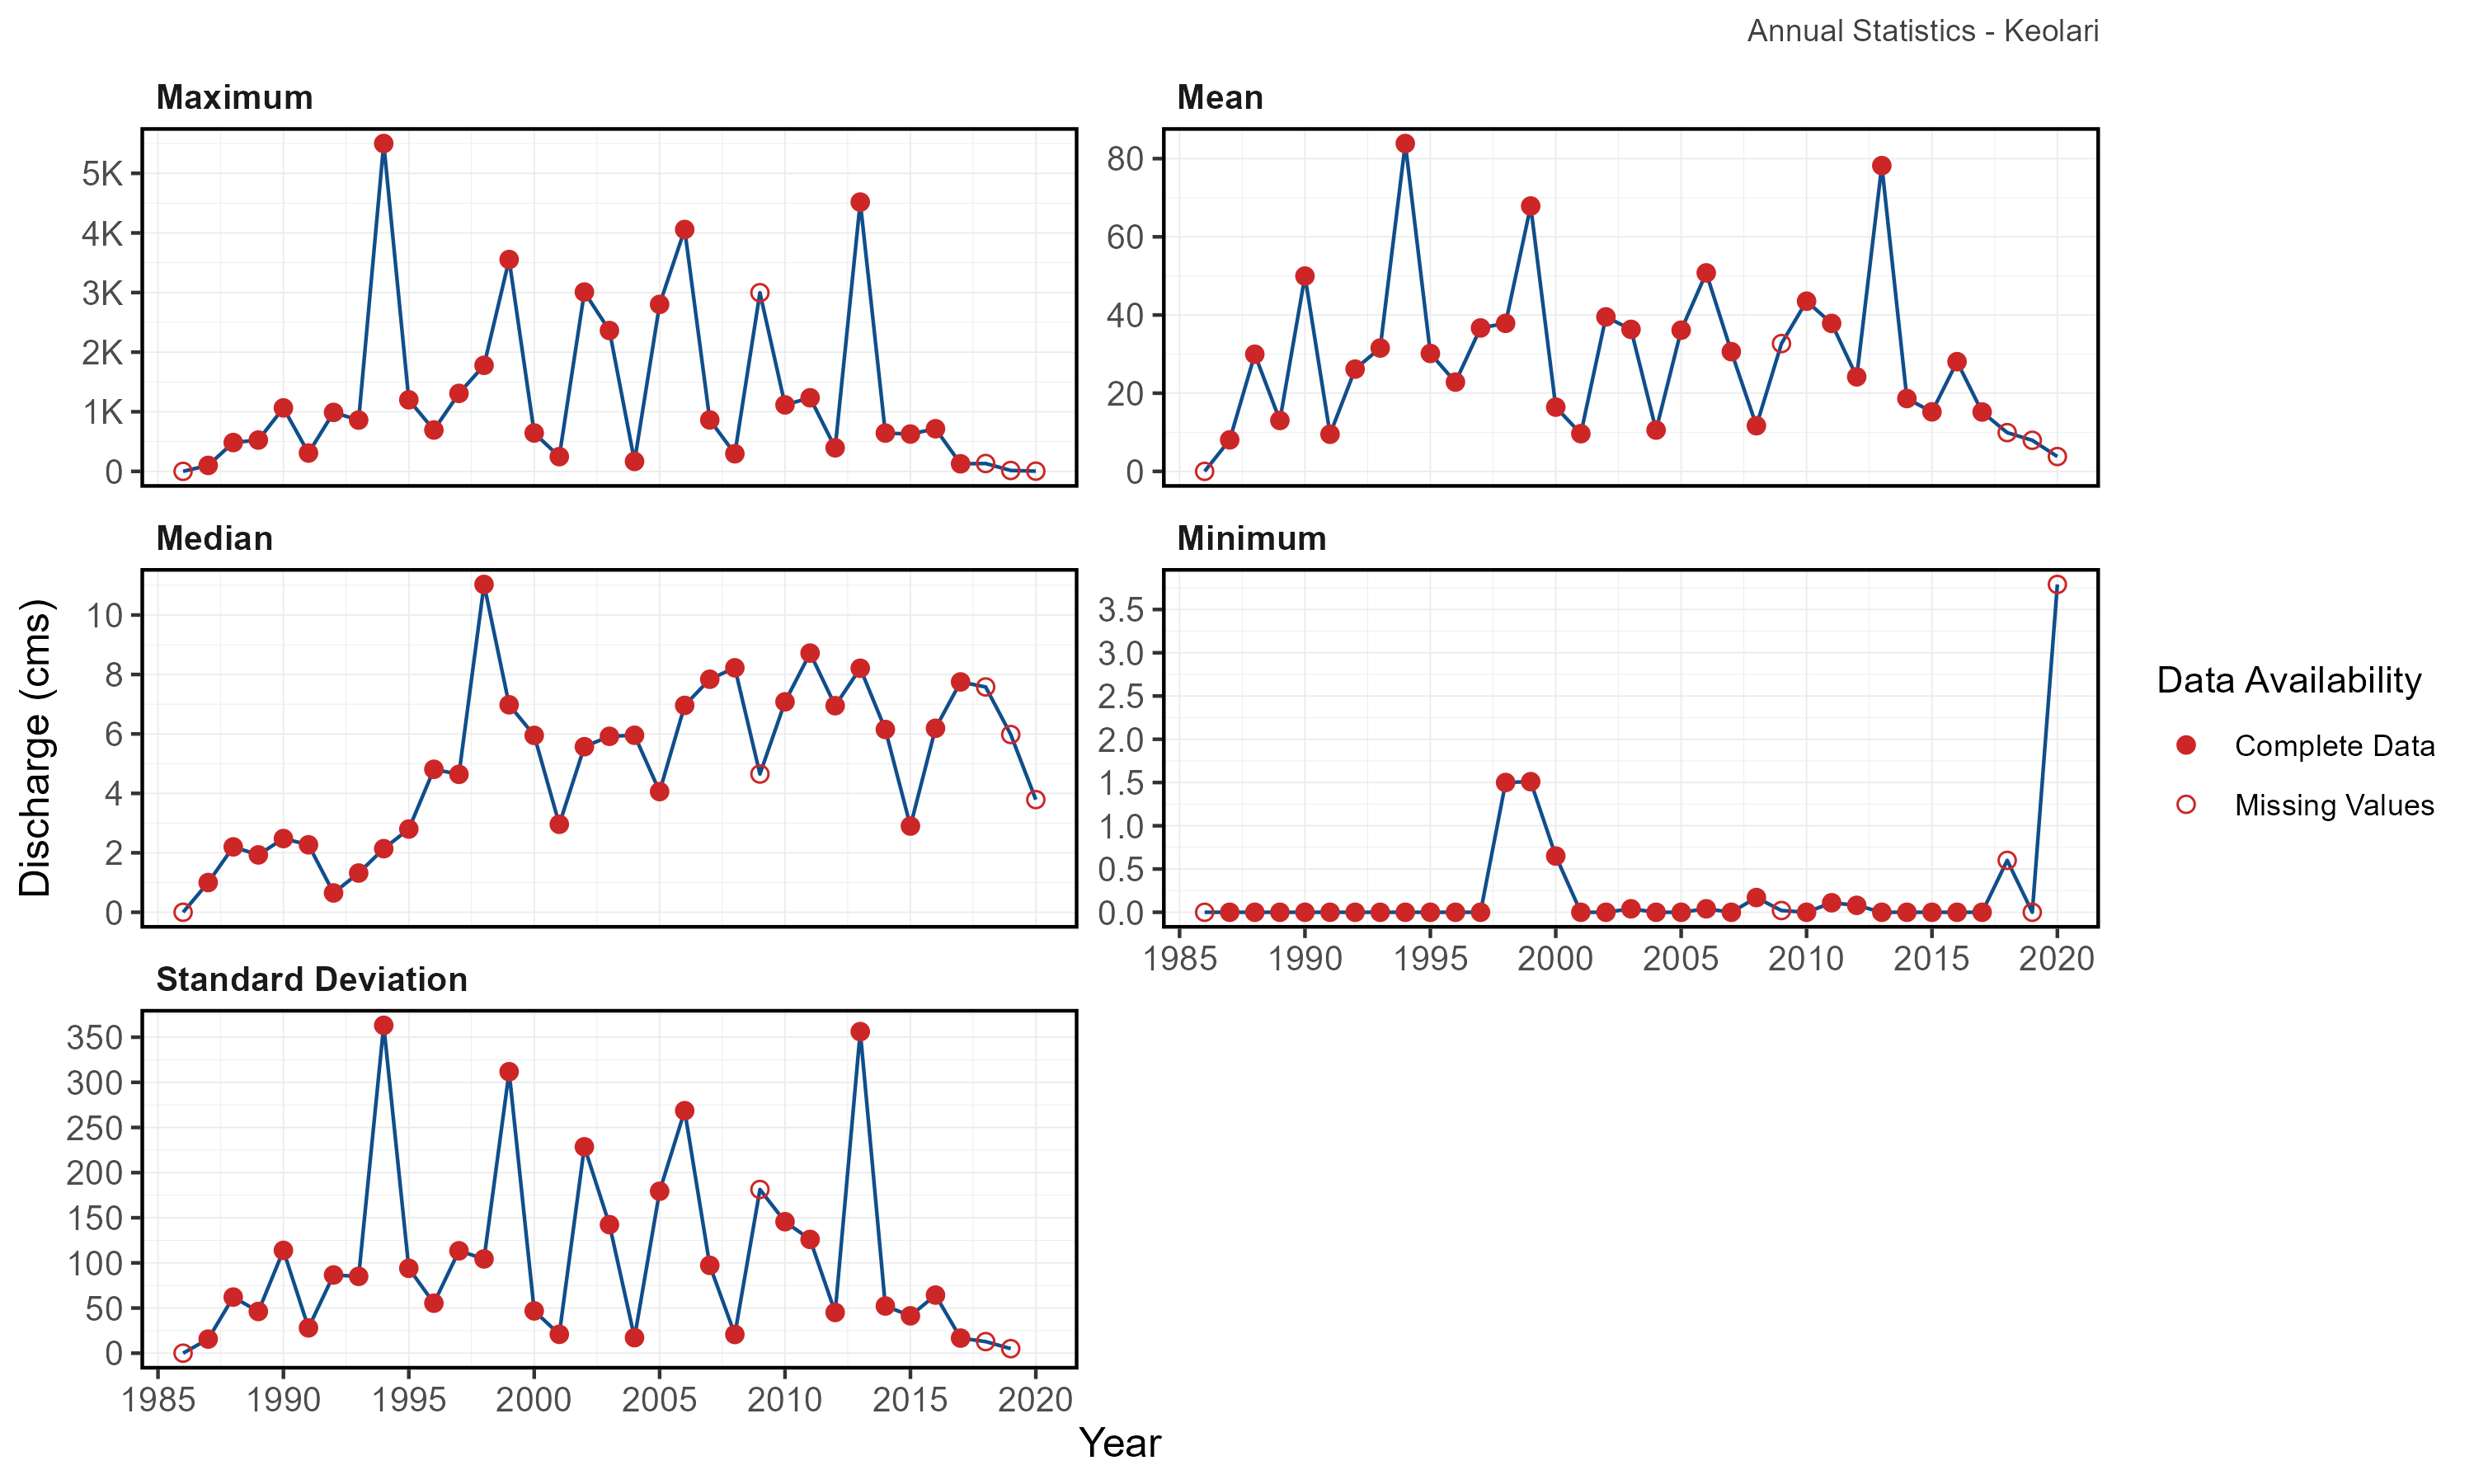 Annual Statistics - Keolari
Maximum
5K
4K
3K
2K
1K
0
Mean
80
60
40
20
0
Median
10
8
6
4
2
0
Minimum
3.5
3.0
2.5
2.0
1.5
1.0
0.5
0.0
1985 1990 1995 2000 2005 2010 2015 2020
Standard Deviation
350
300
250
200
150
100
50
0
1985 1990 1995 2000 2005 2010 2015 2020
Discharge (cms)
Year
Data Availability
Complete Data
Missing Values